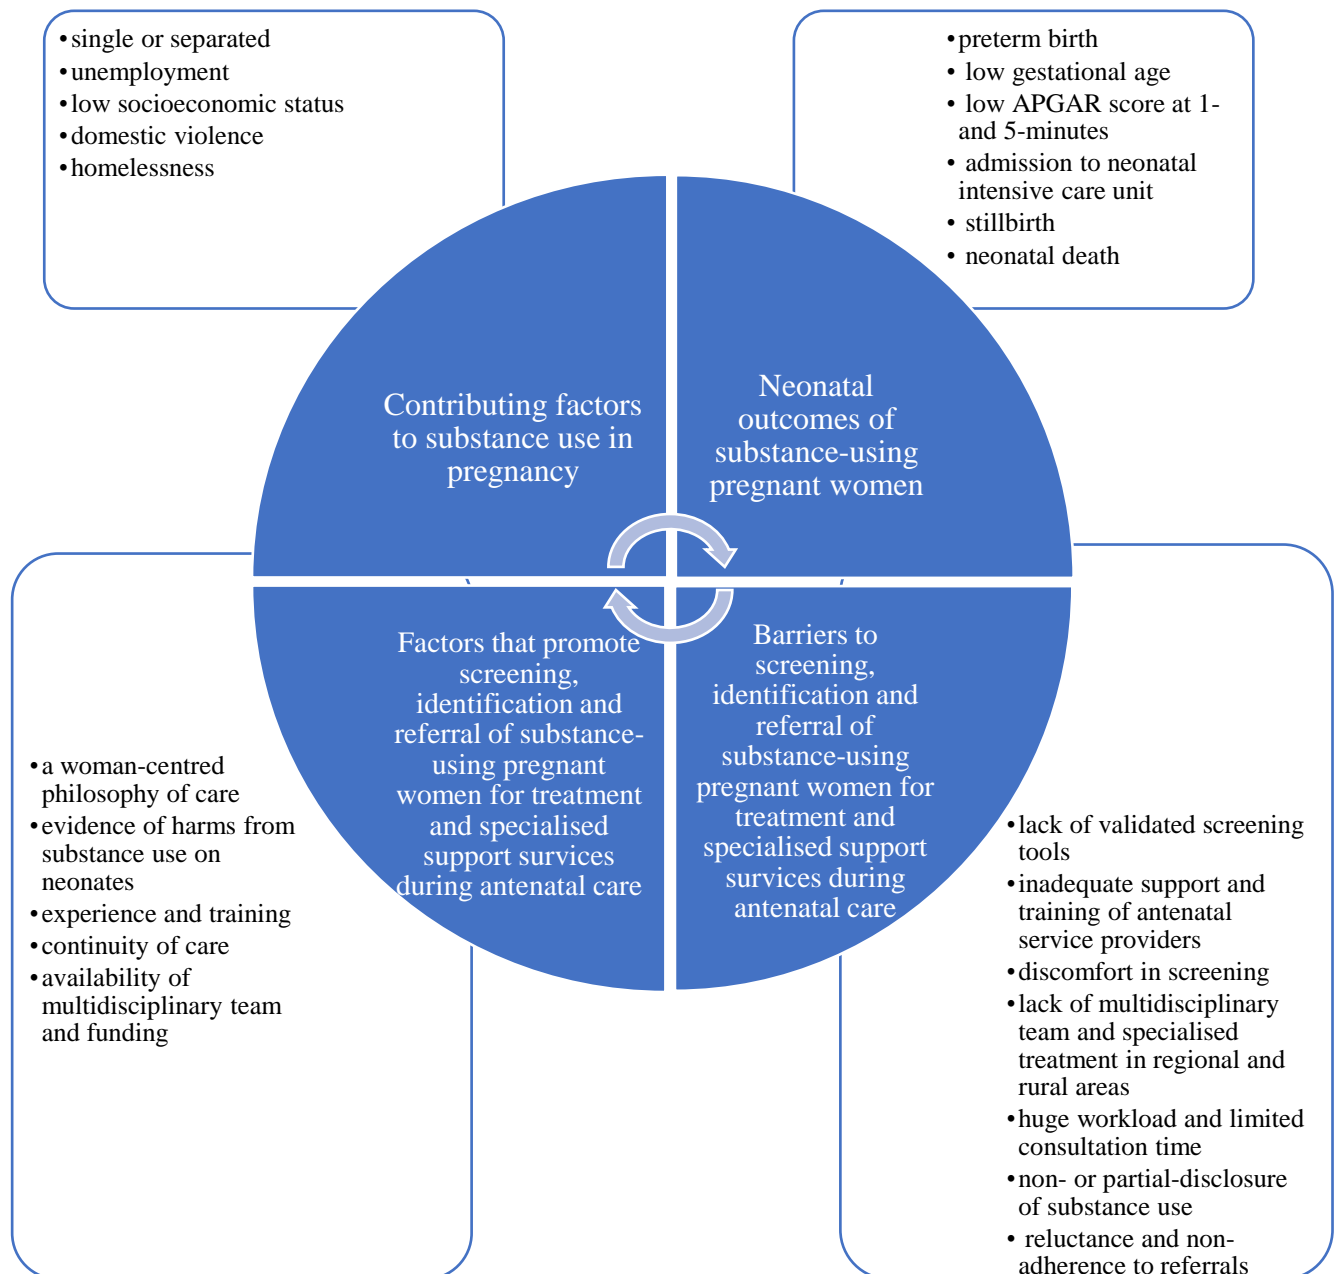 •single or separated
•unemployment
•low socioeconomic status
•domestic violence
•homelessness
•preterm birth
• low gestational age
• low APGAR score at 1-
and 5-minutes
• admission to neonatal
intensive care unit
• stillbirth
• neonatal death
Contributing factors
to substance use in
pregnancy
Neonatal
outcomes of
substance-using
pregnant women
Factors that promote
screening,
identification and
referral of substance-
using pregnant
women for treatment
and specialised
support survices
during antenatal care
Barriers to
screening,
identification and
referral of
substance-using
pregnant women for
treatment and
specialised support
survices during
antenatal care
•a woman-centred
philosophy of care
•evidence of harms from
substance use on
neonates
•experience and training
•continuity of care
•availability of
multidisciplinary team
and funding
•lack of validated screening
tools
•inadequate support and
training of antenatal
service providers
•discomfort in screening
•lack of multidisciplinary
team and specialised
treatment in regional and
rural areas
•huge workload and limited
consultation time
•non- or partial-disclosure
of substance use
• reluctance and non-
adherence to referrals